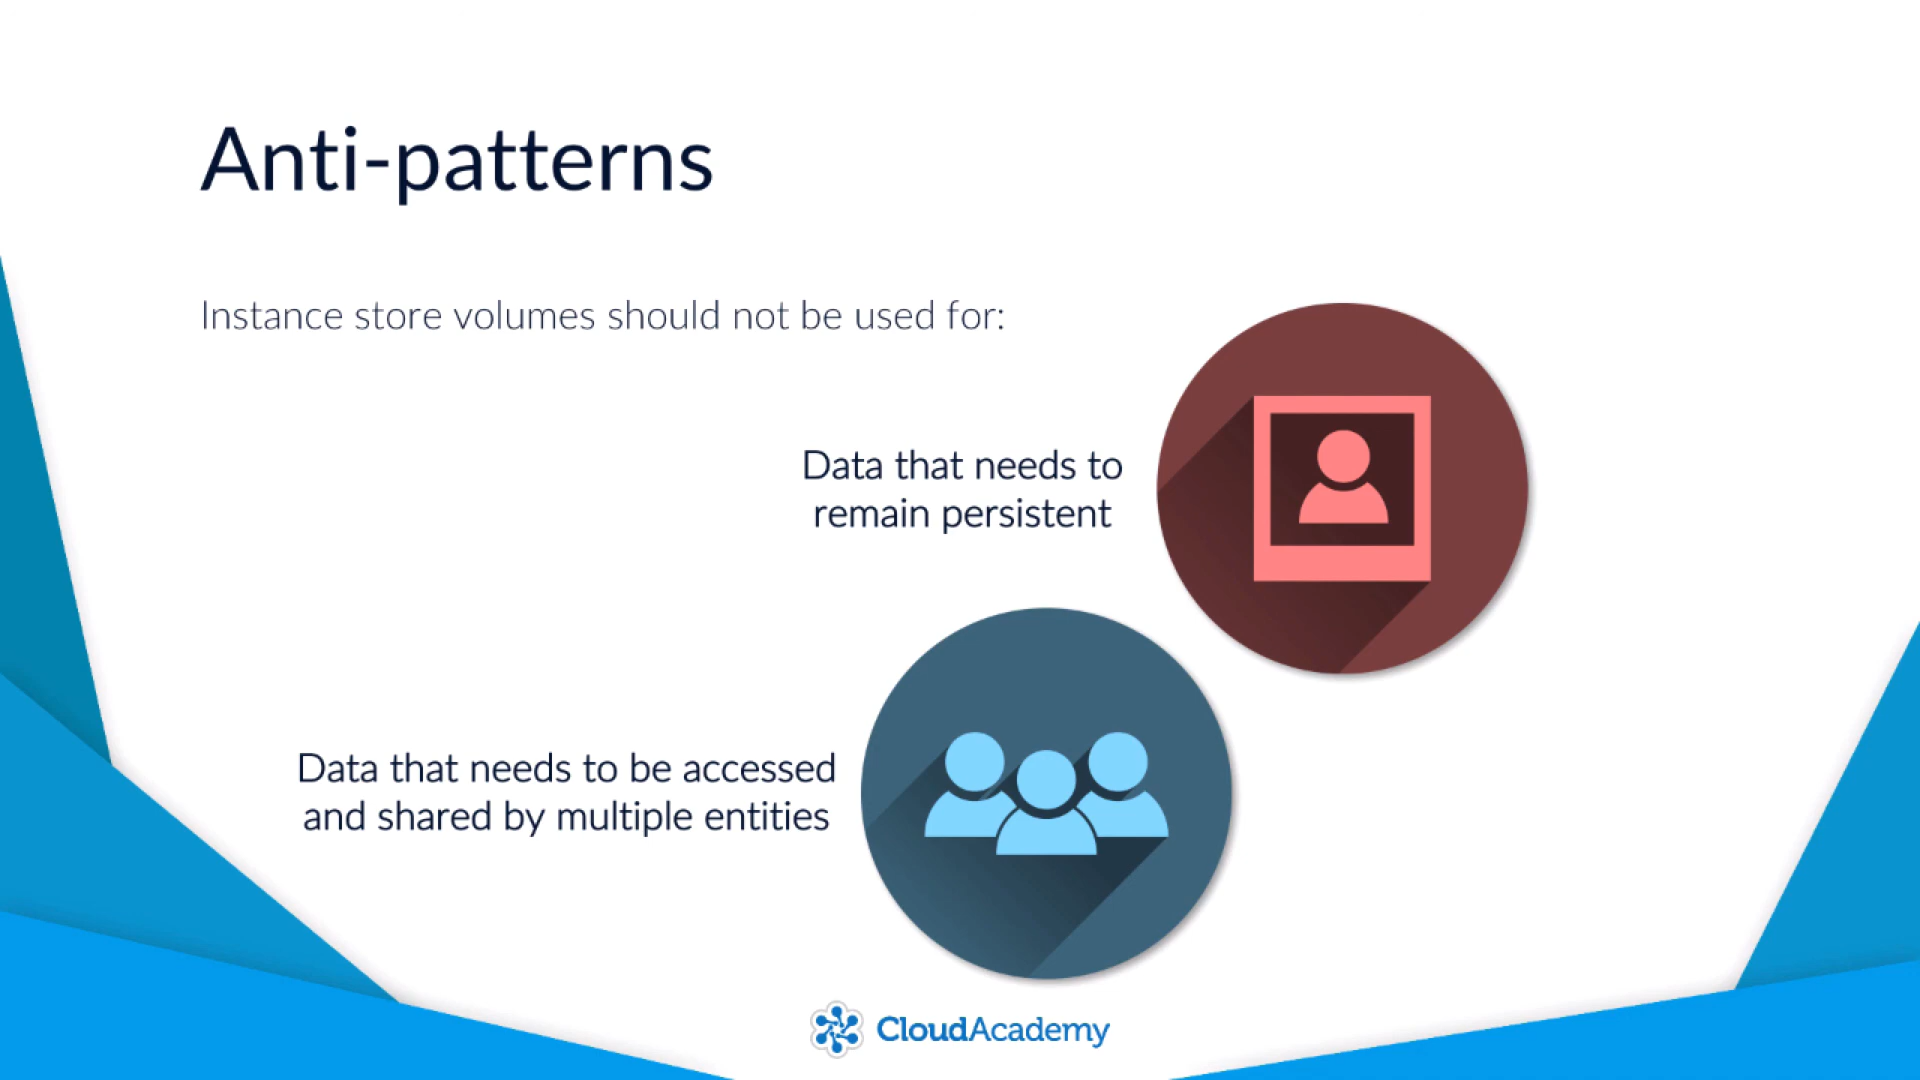 Anti-patterns
Instance store volumes should not be used for:
Data that needs to
remain persistent
Data that needs to be accessed
and shared by multiple entities
CloudAcademy